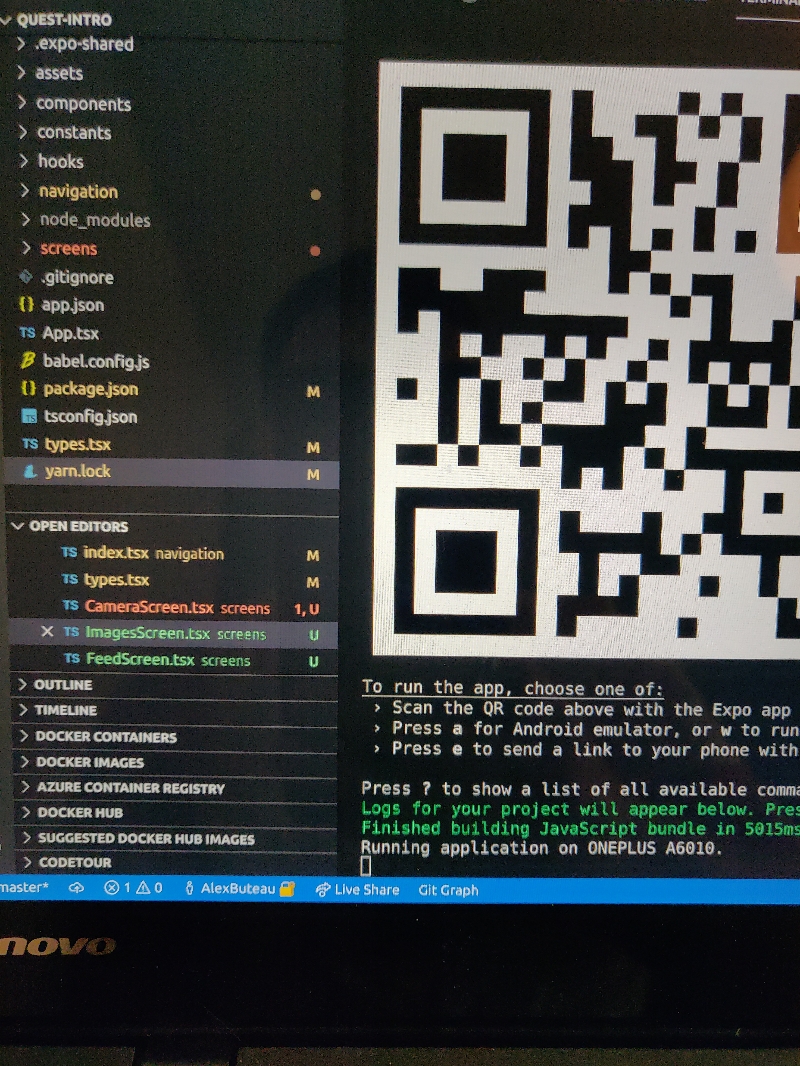 QUEST-INTRO
.expo-shared
assets
components
constants
hooks
navigation
node_modules
screens
.gitignore
{} app.json
TS App.tsx
babel.config.js
{} package.json M
TS tsconfig.json
TS types.tsx M
yarn.lock M
OPEN EDITORS
TS index.tsx navigation M
TS types.tsx M
TS CameraScreen.tsx screens 1, U
TS ImagesScreen.tsx screens U
TS FeedScreen.tsx screens U
OUTLINE
TIMELINE
DOCKER CONTAINERS
DOCKER IMAGES
AZURE CONTAINER REGISTRY
DOCKER HUB
SUGGESTED DOCKER HUB IMAGES
CODETOUR
To run the app, choose one of:
› Scan the QR code above with the Expo app
› Press a for Android emulator, or w to run
› Press e to send a link to your phone with
Press ? to show a list of all available comma
Logs for your project will appear below. Pres
Finished building JavaScript bundle in 5015ms
Running application on ONEPLUS A6010.
master* 1 0 AlexButeau Live Share Git Graph
novo